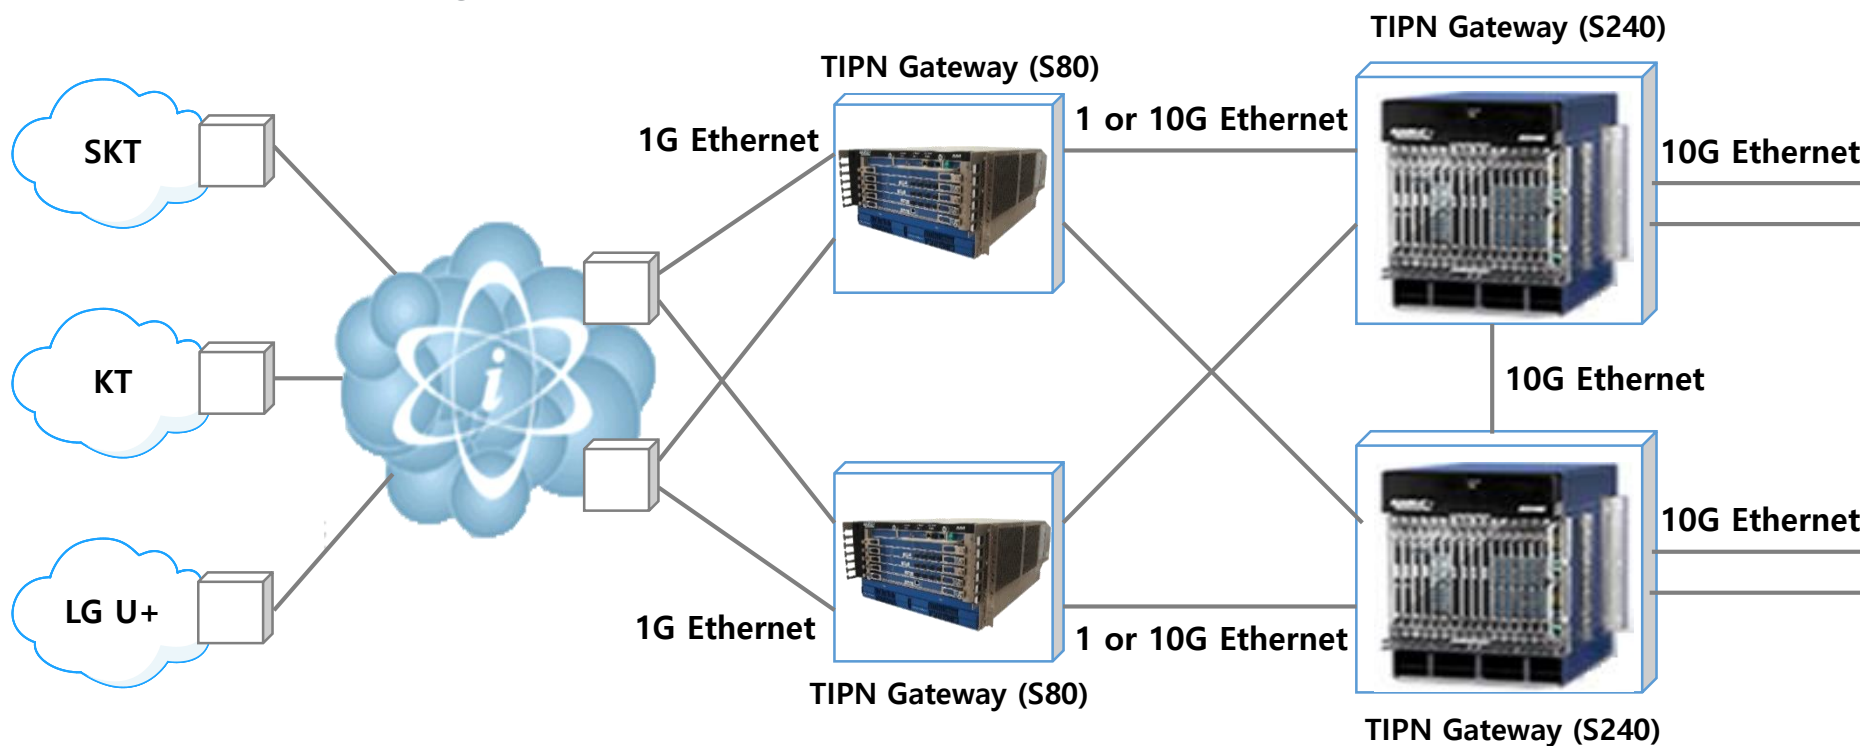 TIPN Gateway (S240)
TIPN Gateway (S80)
1 or 10G Ethernet
1G Ethernet
SKT
10G Ethernet
i
KT
10G Ethernet
10G Ethernet
LG U+
1G Ethernet
1 or 10G Ethernet
TIPN Gateway (S80)
TIPN Gateway (S240)